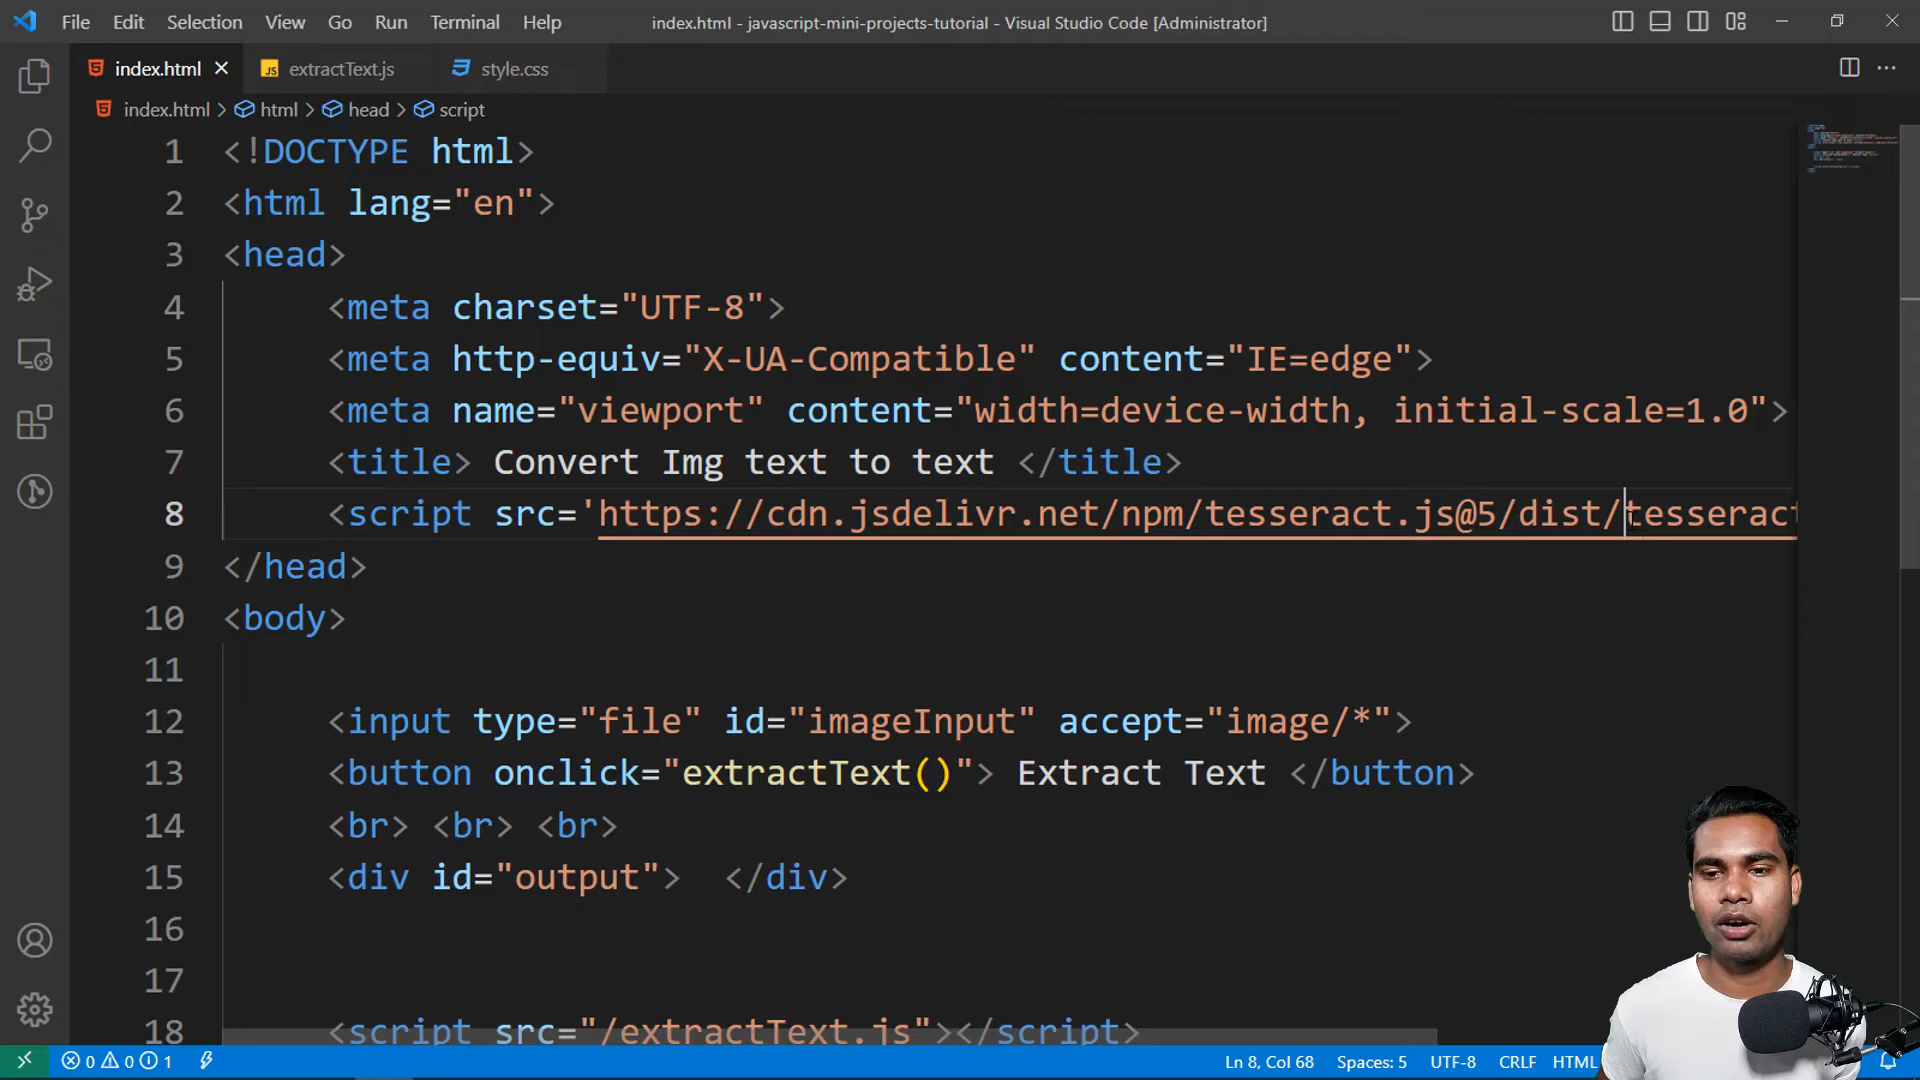 File Edit Selection View Go Run Terminal Help index.html - javascript-mini-projects-tutorial - Visual Studio Code [Administrator]
index.html JS extractText.js style.css
index.html > html > head > script
1 <!DOCTYPE html>
2 <html lang="en">
3 <head>
4 <meta charset="UTF-8">
5 <meta http-equiv="X-UA-Compatible" content="IE=edge">
6 <meta name="viewport" content="width=device-width, initial-scale=1.0">
7 <title> Convert Img text to text </title>
8 <script src='https://cdn.jsdelivr.net/npm/tesseract.js@5/dist/tesseract
9 </head>
10 <body>
11
12 <input type="file" id="imageInput" accept="image/*">
13 <button onclick="extractText()"> Extract Text </button>
14 <br> <br> <br>
15 <div id="output"> </div>
16
17
18 <script src="/extractText.js"></script>
0 0 1 Ln 8, Col 68 Spaces: 5 UTF-8 CRLF HTML